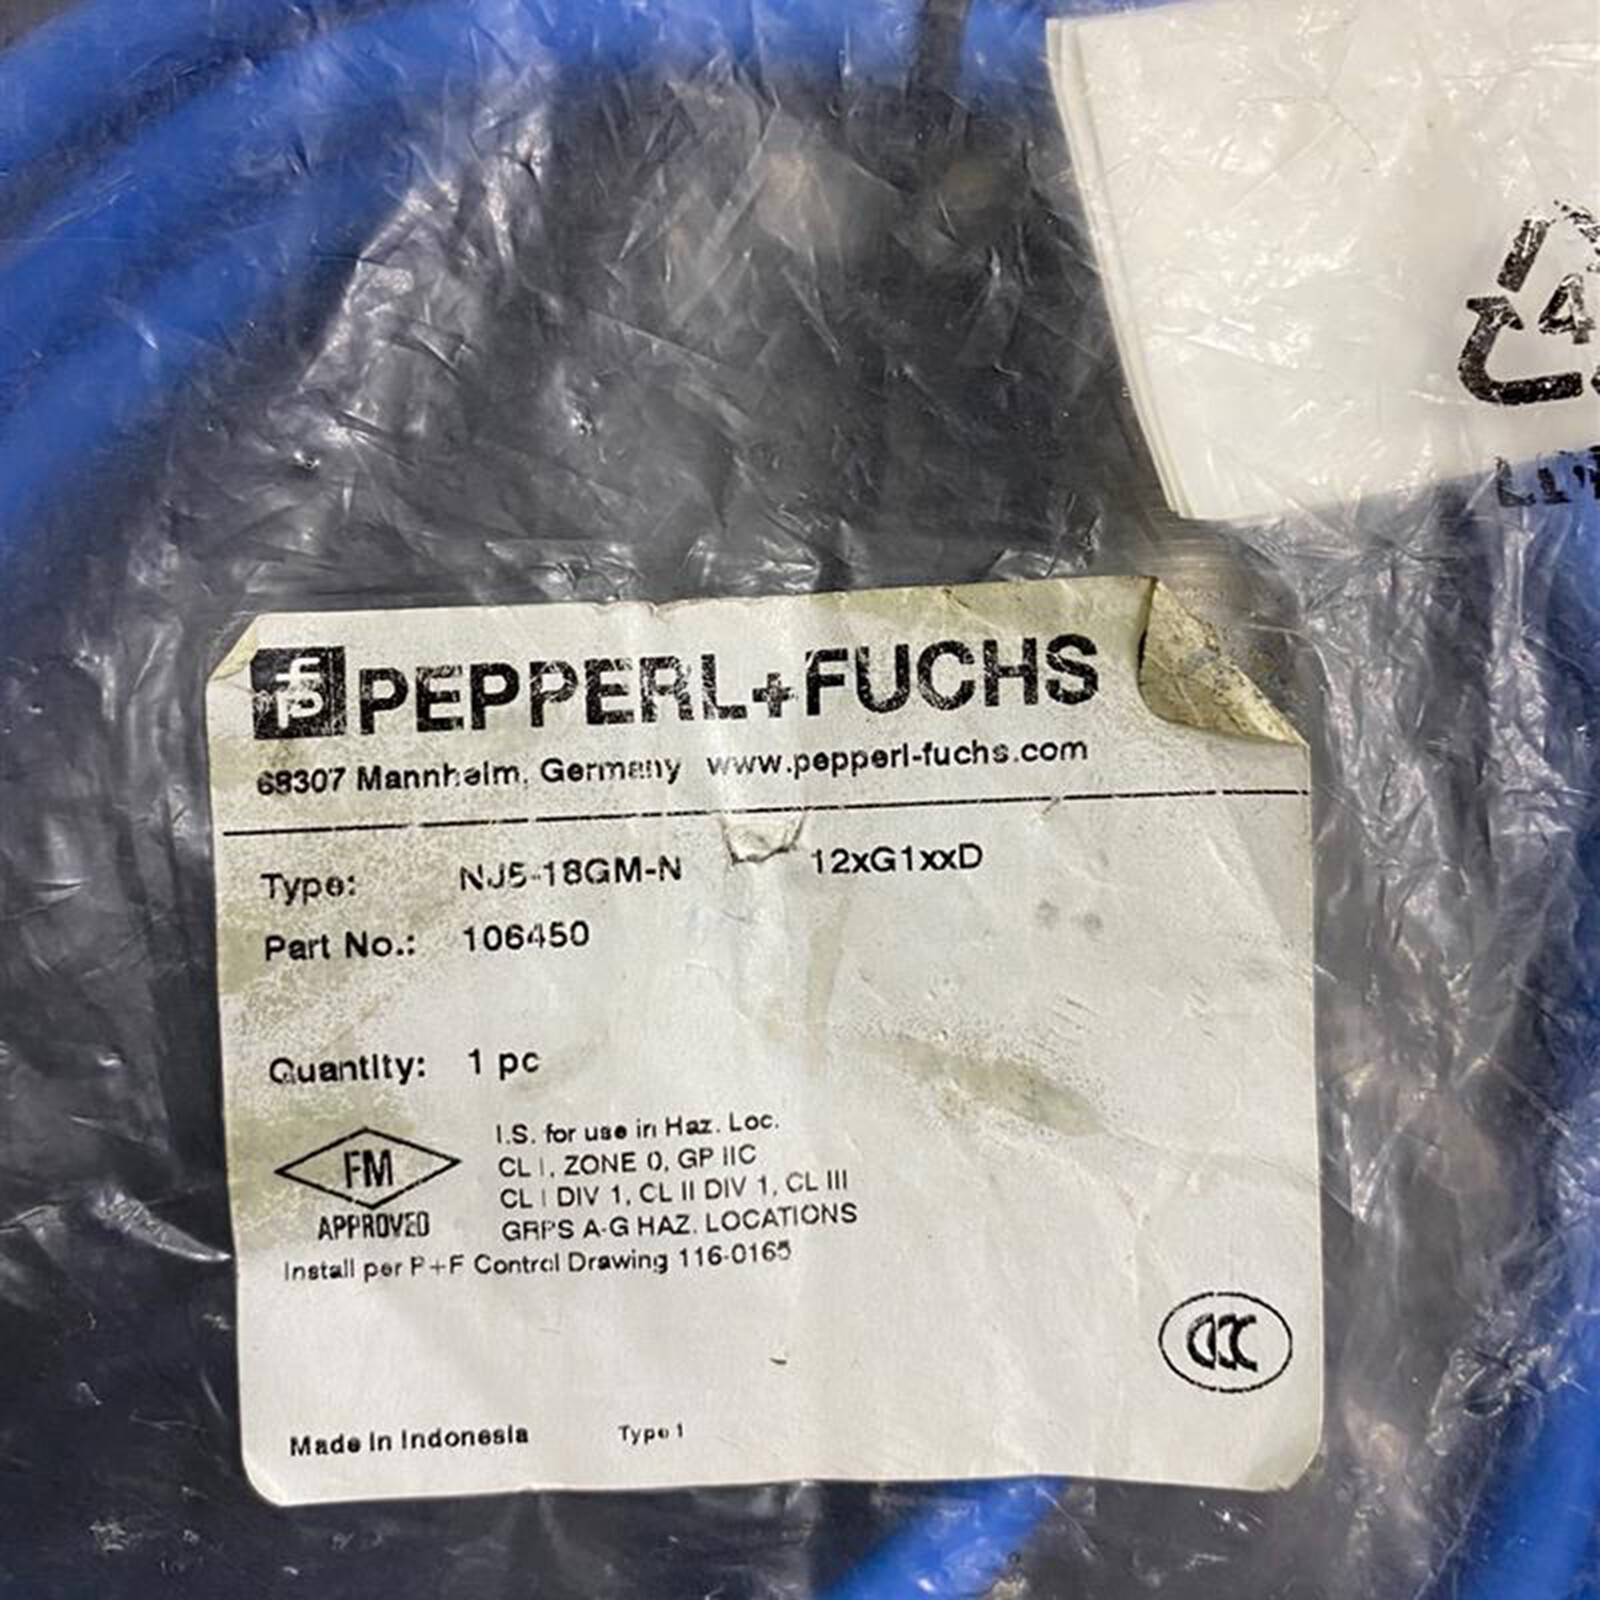 4
PEPPERL+FUCHS
68307 Mannheim, Germany www.pepperl-fuchs.com
Type: NJ5-18GM-N 12xG1xxD
Part No.: 106450
Quantity: 1 pc
I.S. for use in Haz. Loc.
CL I, ZONE 0, GP IIC
CL I DIV 1, CL II DIV 1, CL III
GRPS A-G HAZ. LOCATIONS
FM
APPROVED
Install per P+F Control Drawing 116-0165
CCC
Made in Indonesia Type 1